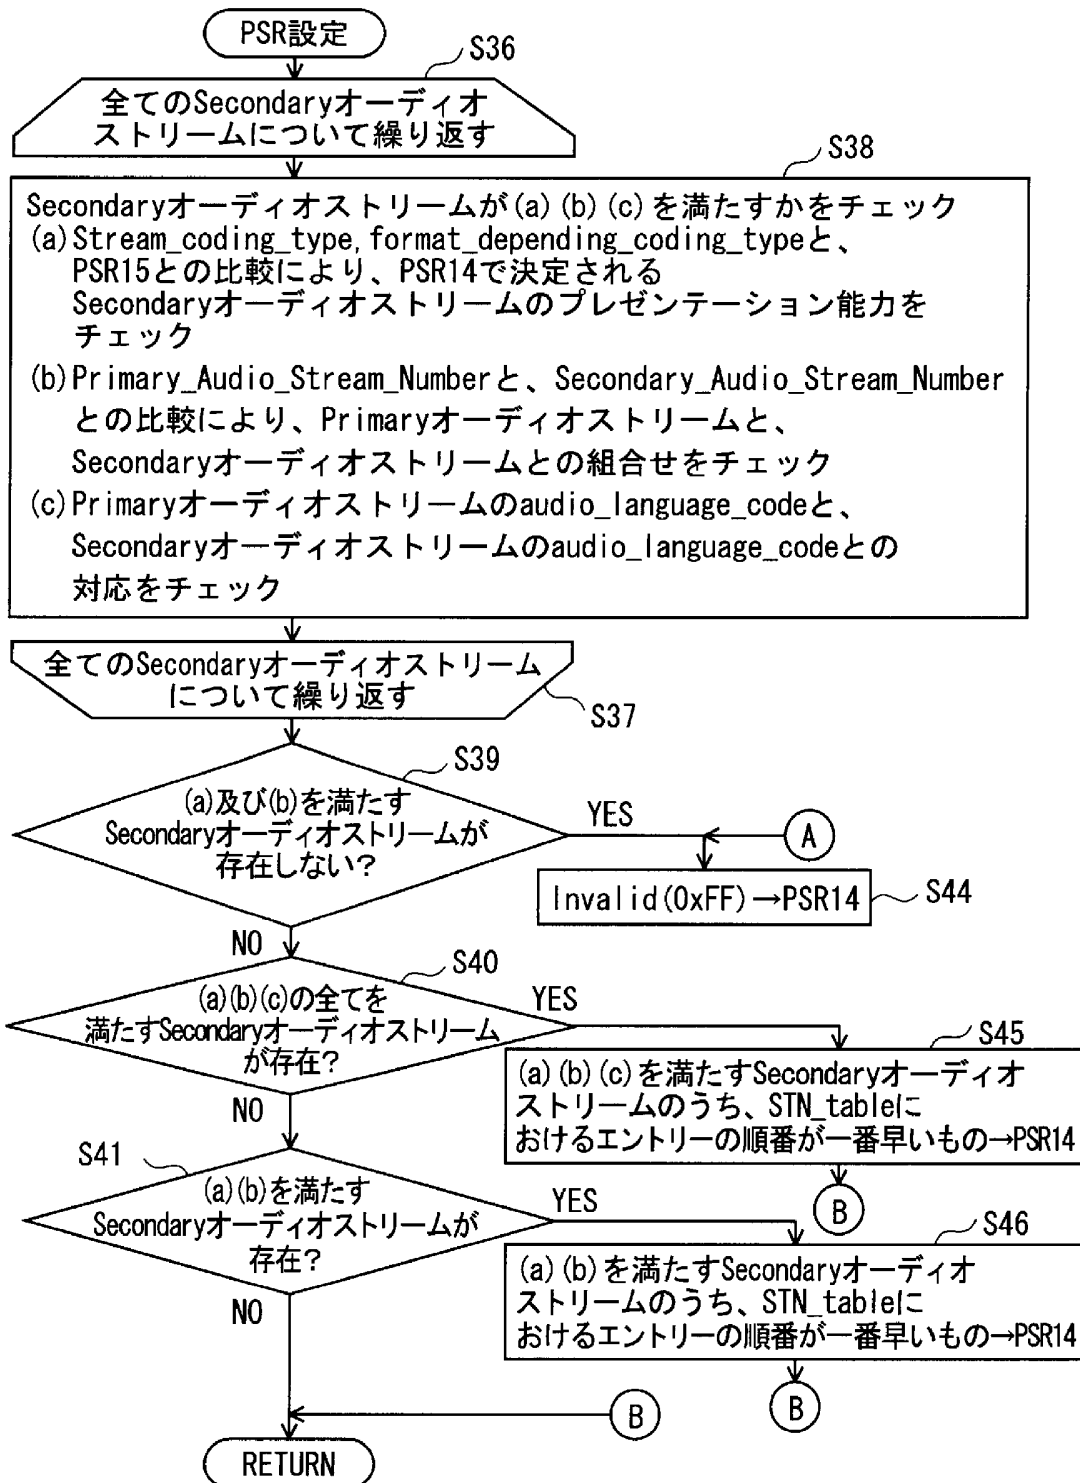 PSR設定
S36
全てのSecondaryオーディオ
ストリームについて繰り返す
S38
Secondaryオーディオストリームが(a)(b)(c)を満たすかをチェック
(a)Stream_coding_type,format_depending_coding_typeと、
PSR15との比較により、PSR14で決定される
Secondaryオーディオストリームのプレゼンテーション能力を
チェック
(b)Primary_Audio_Stream_Numberと、Secondary_Audio_Stream_Number
との比較により、Primaryオーディオストリームと、
Secondaryオーディオストリームとの組合せをチェック
(c)Primaryオーディオストリームのaudio_language_codeと、
Secondaryオーディオストリームのaudio_language_codeとの
対応をチェック
全てのSecondaryオーディオストリーム
について繰り返す
S37
S39
(a)及び(b)を満たす
Secondaryオーディオストリームが
存在しない?
YES
A
Invalid(0xFF)→PSR14
S44
NO
S40
(a)(b)(c)の全てを
満たすSecondaryオーディオストリーム
が存在?
YES
S45
(a)(b)(c)を満たすSecondaryオーディオ
ストリームのうち、STN_tableに
おけるエントリーの順番が一番早いもの→PSR14
NO
B
S41
(a)(b)を満たす
Secondaryオーディオストリームが
存在?
YES
S46
(a)(b)を満たすSecondaryオーディオ
ストリームのうち、STN_tableに
おけるエントリーの順番が一番早いもの→PSR14
NO
B
B
RETURN